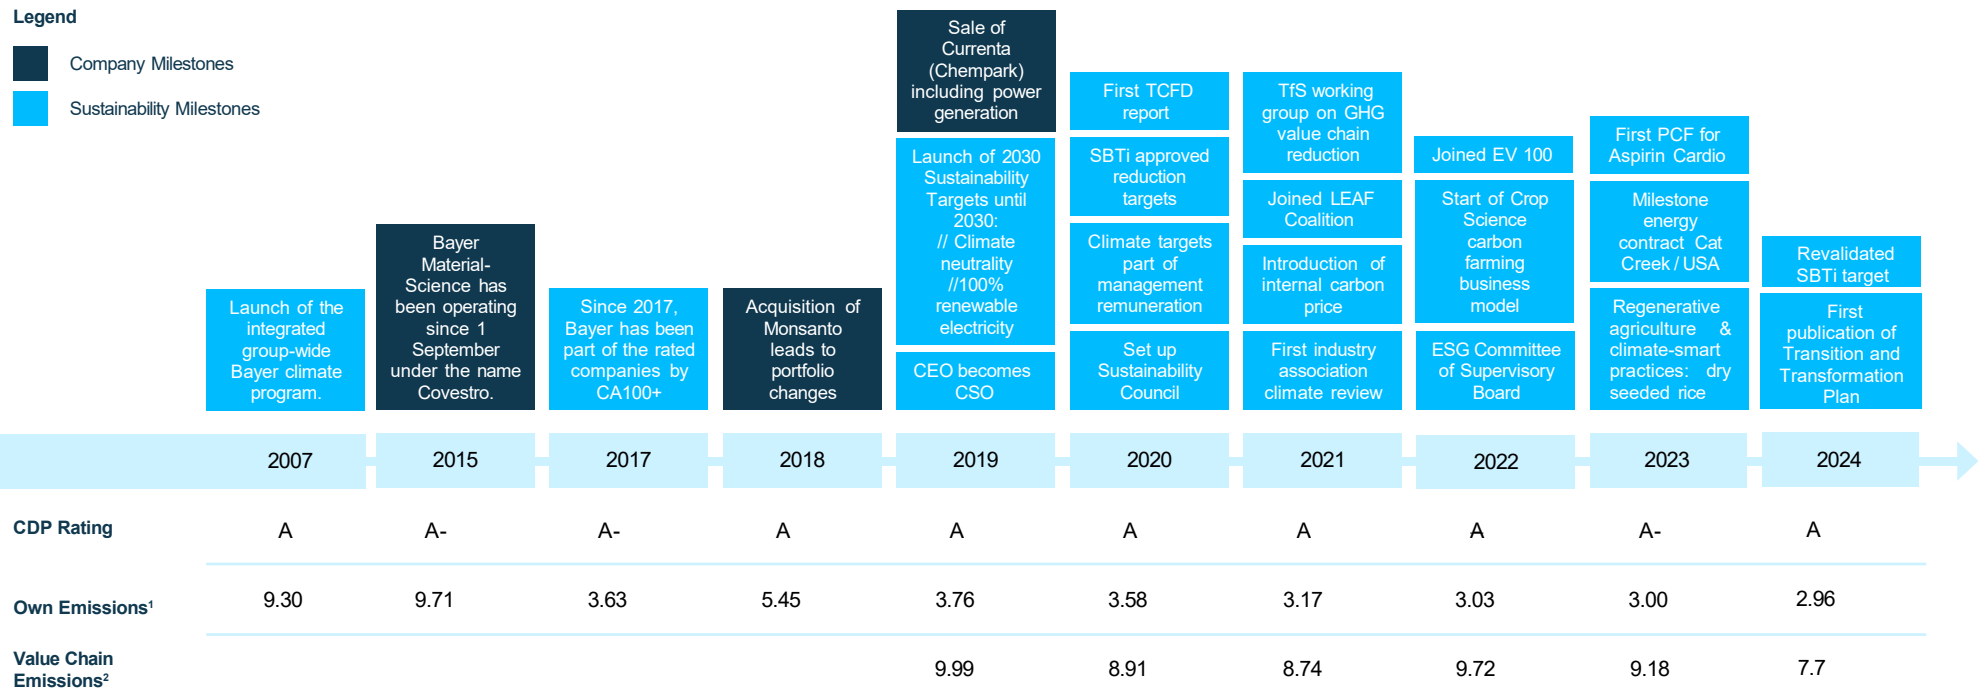 Legend
Company Milestones
Sustainability Milestones
Launch of the
integrated
group-wide
Bayer climate
program.
Bayer
Material-
Science has
been operating
since 1
September
under the name
Covestro.
Since 2017,
Bayer has been
part of the rated
companies by
CA100+
Acquisition of
Monsanto
leads to
portfolio
changes
Sale of
Currenta
(Chempark)
including power
generation
Launch of 2030
Sustainability
Targets until
2030:
// Climate
neutrality
//100%
renewable
electricity
CEO becomes
CSO
First TCFD
report
SBTi approved
reduction
targets
Climate targets
part of
management
remuneration
Set up
Sustainability
Council
TfS working
group on GHG
value chain
reduction
Joined LEAF
Coalition
Introduction of
internal carbon
price
First industry
association
climate review
Joined EV 100
Start of Crop
Science
carbon
farming
business
model
ESG Committee
of Supervisory
Board
First PCF for
Aspirin Cardio
Milestone
energy
contract Cat
Creek / USA
Regenerative
agriculture &
climate-smart
practices: dry
seeded rice
Revalidated
SBTi target
First
publication of
Transition and
Transformation
Plan
2007 2015 2017 2018 2019 2020 2021 2022 2023 2024
CDP Rating A A- A- A A A A A A- A
Own Emissions¹ 9.30 9.71 3.63 5.45 3.76 3.58 3.17 3.03 3.00 2.96
Value Chain
Emissions² 9.99 8.91 8.74 9.72 9.18 7.7